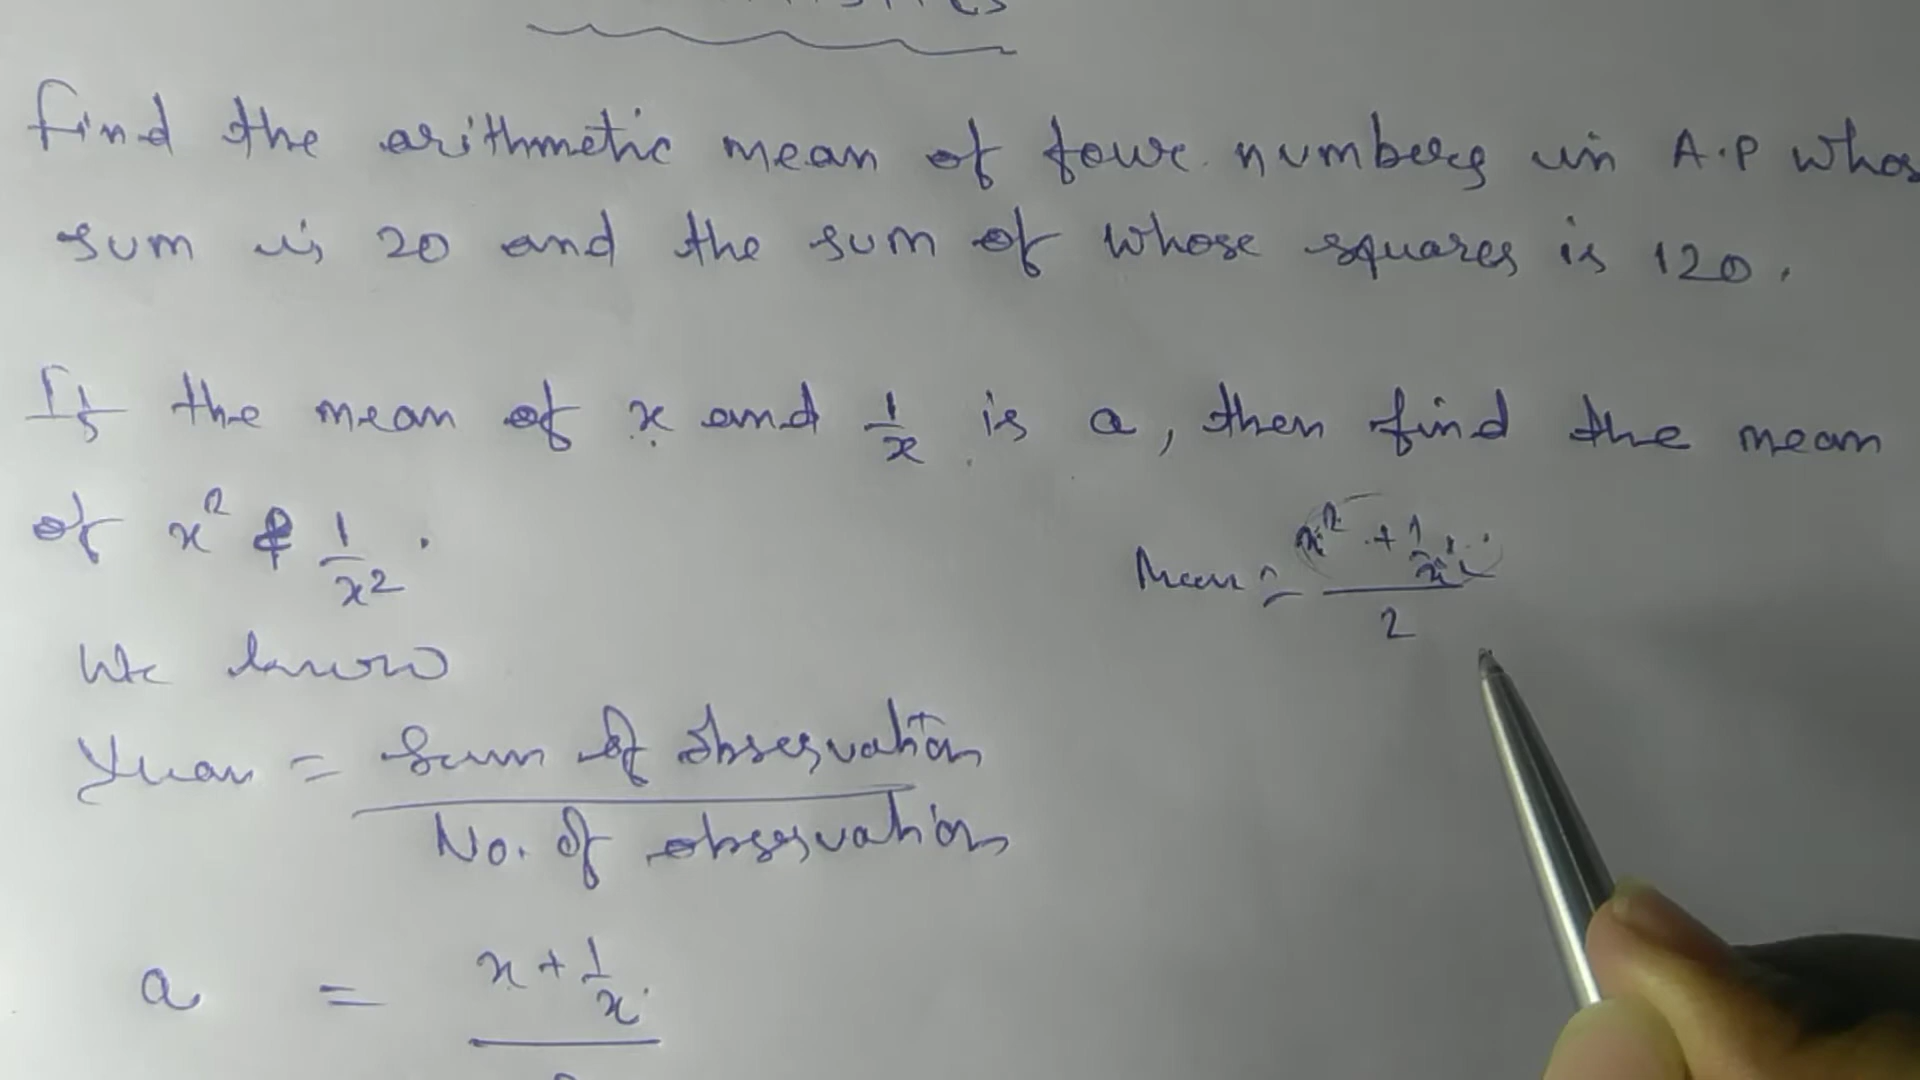 Find the arithmetic mean of four numbers in A.P whos
sum is 20 and the sum of whose squares is 120.
If the mean of x and 1/x is a, then find the mean
of x² & 1/x².
Mean = (x² + 1/x²)/2
We know
Mean = Sum of observation / No. of observation
a = x + 1/x